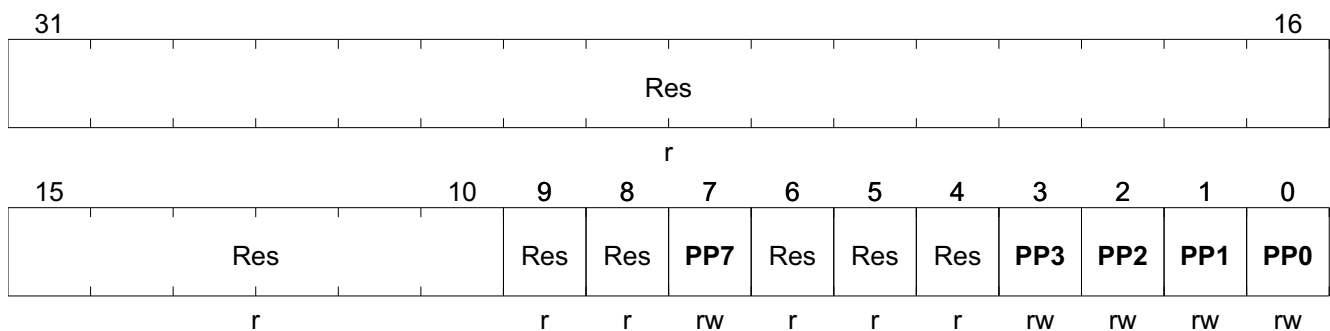 31 16
Res
r
15 10 9 8 7 6 5 4 3 2 1 0
Res Res Res PP7 Res Res Res PP3 PP2 PP1 PP0
r r r rw r r r rw rw rw rw